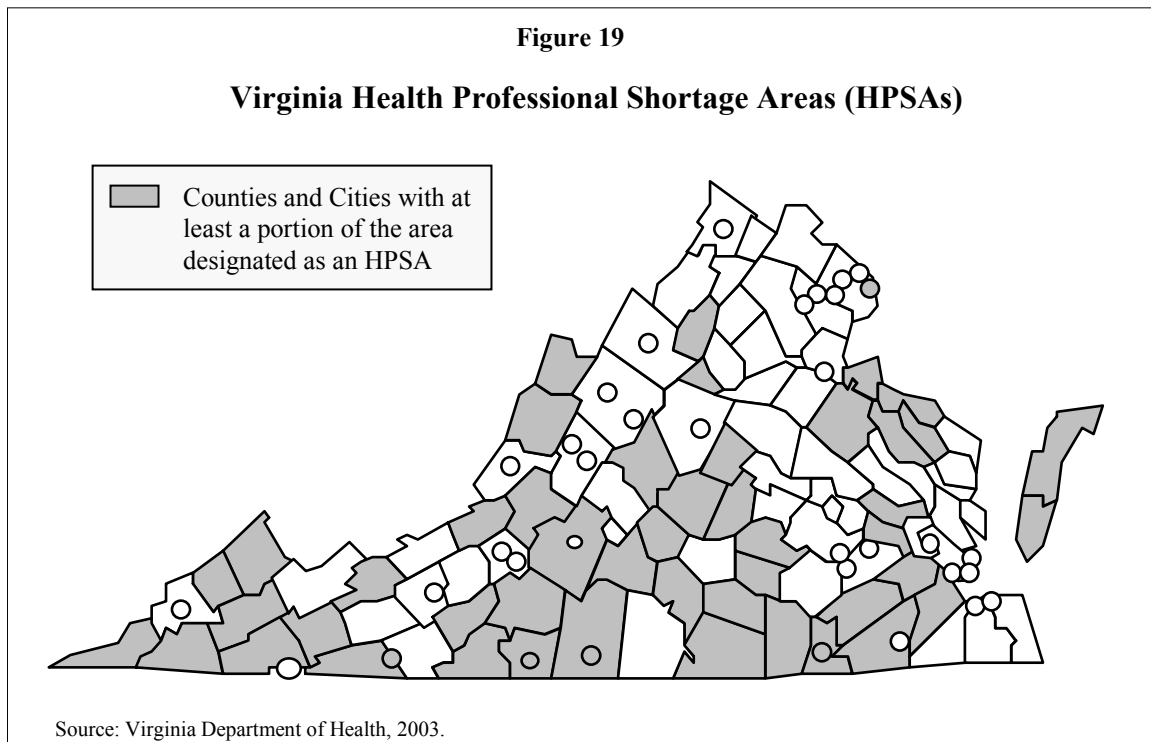 Figure 19
Virginia Health Professional Shortage Areas (HPSAs)
Counties and Cities with at
least a portion of the area
designated as an HPSA
Source: Virginia Department of Health, 2003.